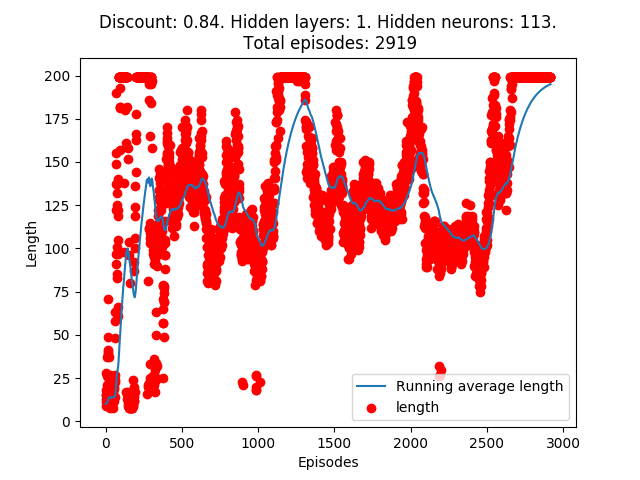 Discount: 0.84. Hidden layers: 1. Hidden neurons: 113.
Total episodes: 2919
200
175
150
125
100
75
50
25
0
Length
0
500
1000
1500
2000
2500
3000
Episodes
Running average length
length